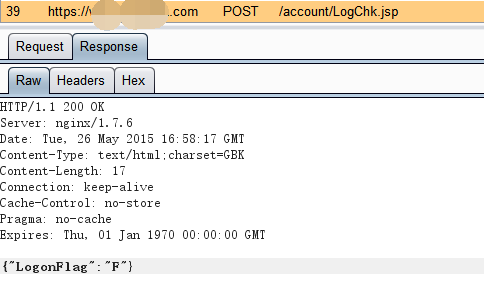 39 https:// .com POST /account/LogChk.jsp
Request Response
Raw Headers Hex
HTTP/1.1 200 OK
Server: nginx/1.7.6
Date: Tue, 26 May 2015 16:58:17 GMT
Content-Type: text/html;charset=GBK
Content-Length: 17
Connection: keep-alive
Cache-Control: no-store
Pragma: no-cache
Expires: Thu, 01 Jan 1970 00:00:00 GMT
{"LogonFlag":"F"}